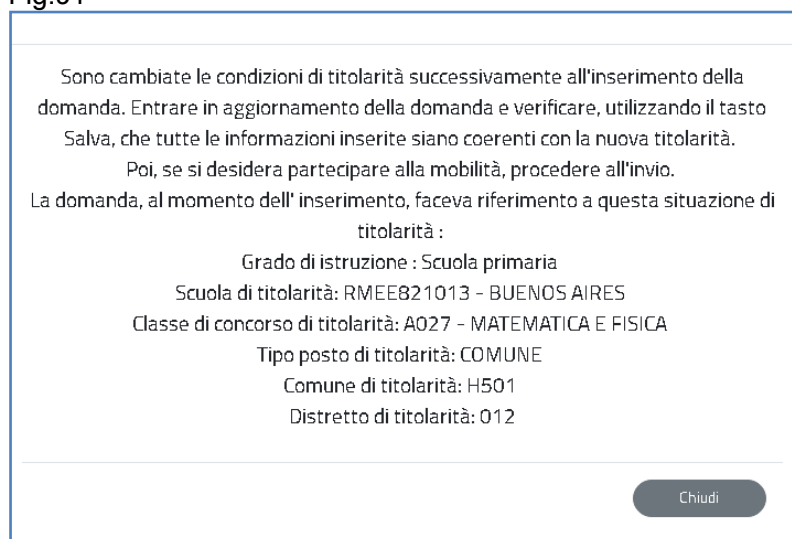 Sono cambiate le condizioni di titolarità successivamente all'inserimento della
domanda. Entrare in aggiornamento della domanda e verificare, utilizzando il tasto
Salva, che tutte le informazioni inserite siano coerenti con la nuova titolarità.
Poi, se si desidera partecipare alla mobilità, procedere all'invio.
La domanda, al momento dell' inserimento, faceva riferimento a questa situazione di
titolarità :
Grado di istruzione : Scuola primaria
Scuola di titolarità: RMEE821013 - BUENOS AIRES
Classe di concorso di titolarità: A027 - MATEMATICA E FISICA
Tipo posto di titolarità: COMUNE
Comune di titolarità: H501
Distretto di titolarità: 012
Chiudi